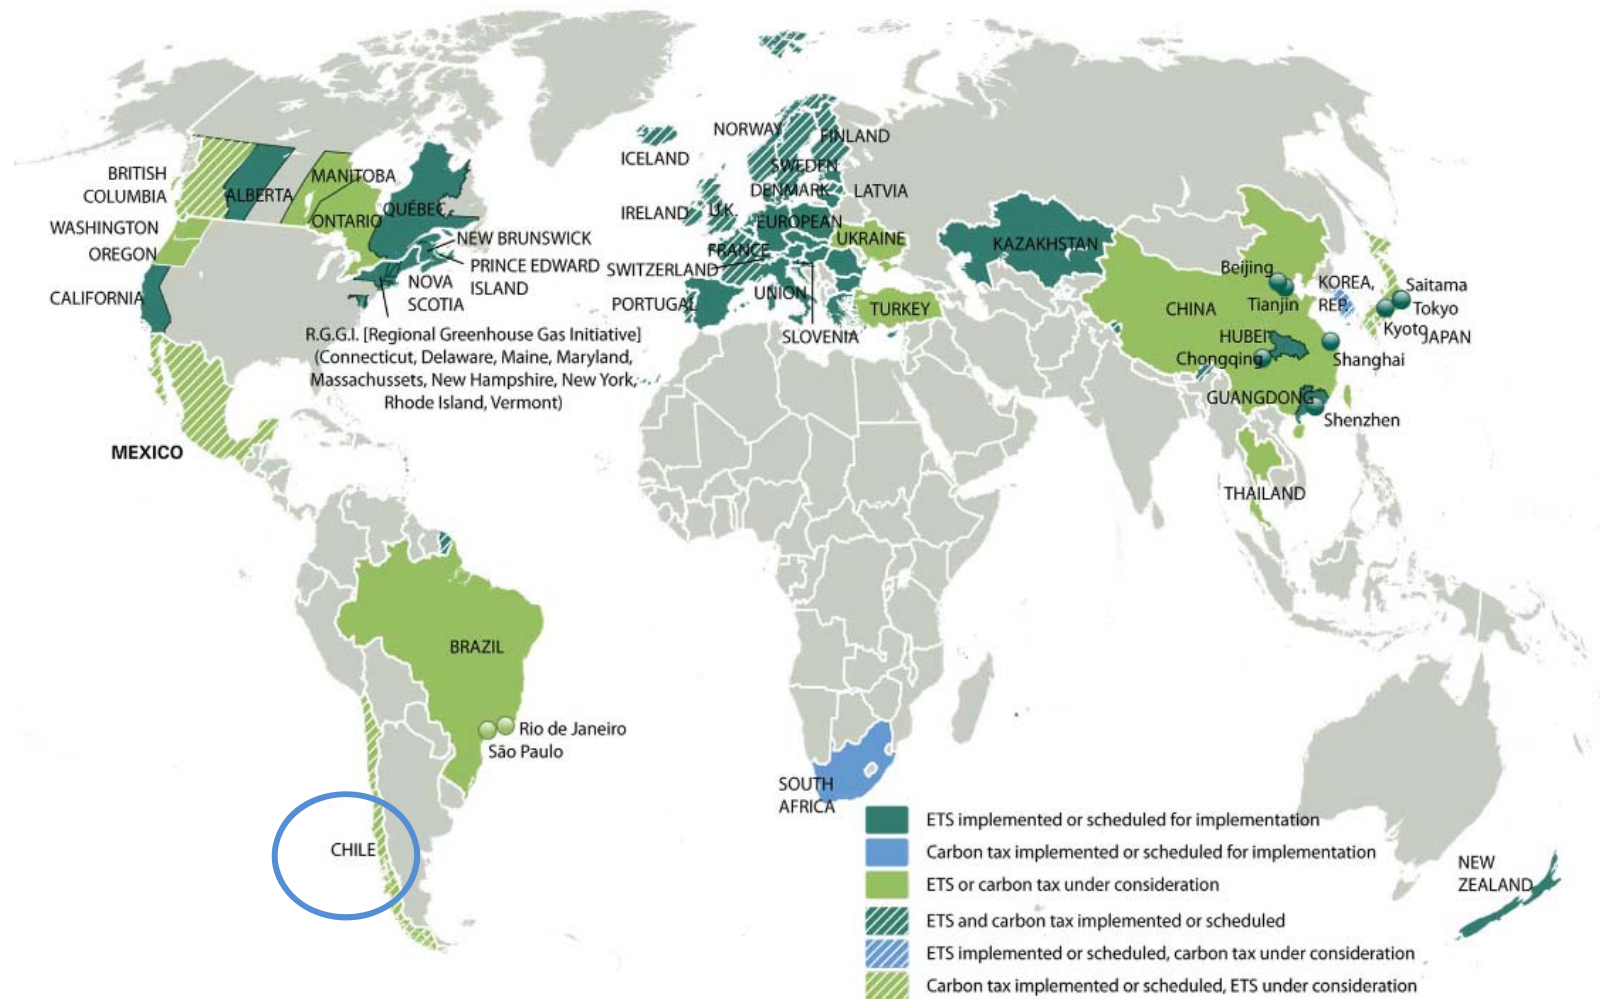 NORWAY
FINLAND
ICELAND
SWEDEN
DENMARK
LATVIA
BRITISH
COLUMBIA
ALBERTA
MANITOBA
ONTARIO
QUÉBEC
IRELAND
U.K.
EUROPEAN
UNION
WASHINGTON
OREGON
CALIFORNIA
NEW BRUNSWICK
PRINCE EDWARD
ISLAND
NOVA
SCOTIA
FRANCE
UKRAINE
KAZAKHSTAN
SWITZERLAND
PORTUGAL
SLOVENIA
TURKEY
Beijing
Tianjin
KOREA,
REP.
Saitama
Tokyo
Kyoto
JAPAN
CHINA
HUBEI
Chongqing
Shanghai
GUANGDONG
Shenzhen
R.G.G.I. [Regional Greenhouse Gas Initiative]
(Connecticut, Delaware, Maine, Maryland,
Massachussets, New Hampshire, New York,
Rhode Island, Vermont)
MEXICO
THAILAND
BRAZIL
Rio de Janeiro
São Paulo
CHILE
SOUTH
AFRICA
NEW
ZEALAND
ETS implemented or scheduled for implementation
Carbon tax implemented or scheduled for implementation
ETS or carbon tax under consideration
ETS and carbon tax implemented or scheduled
ETS implemented or scheduled, carbon tax under consideration
Carbon tax implemented or scheduled, ETS under consideration